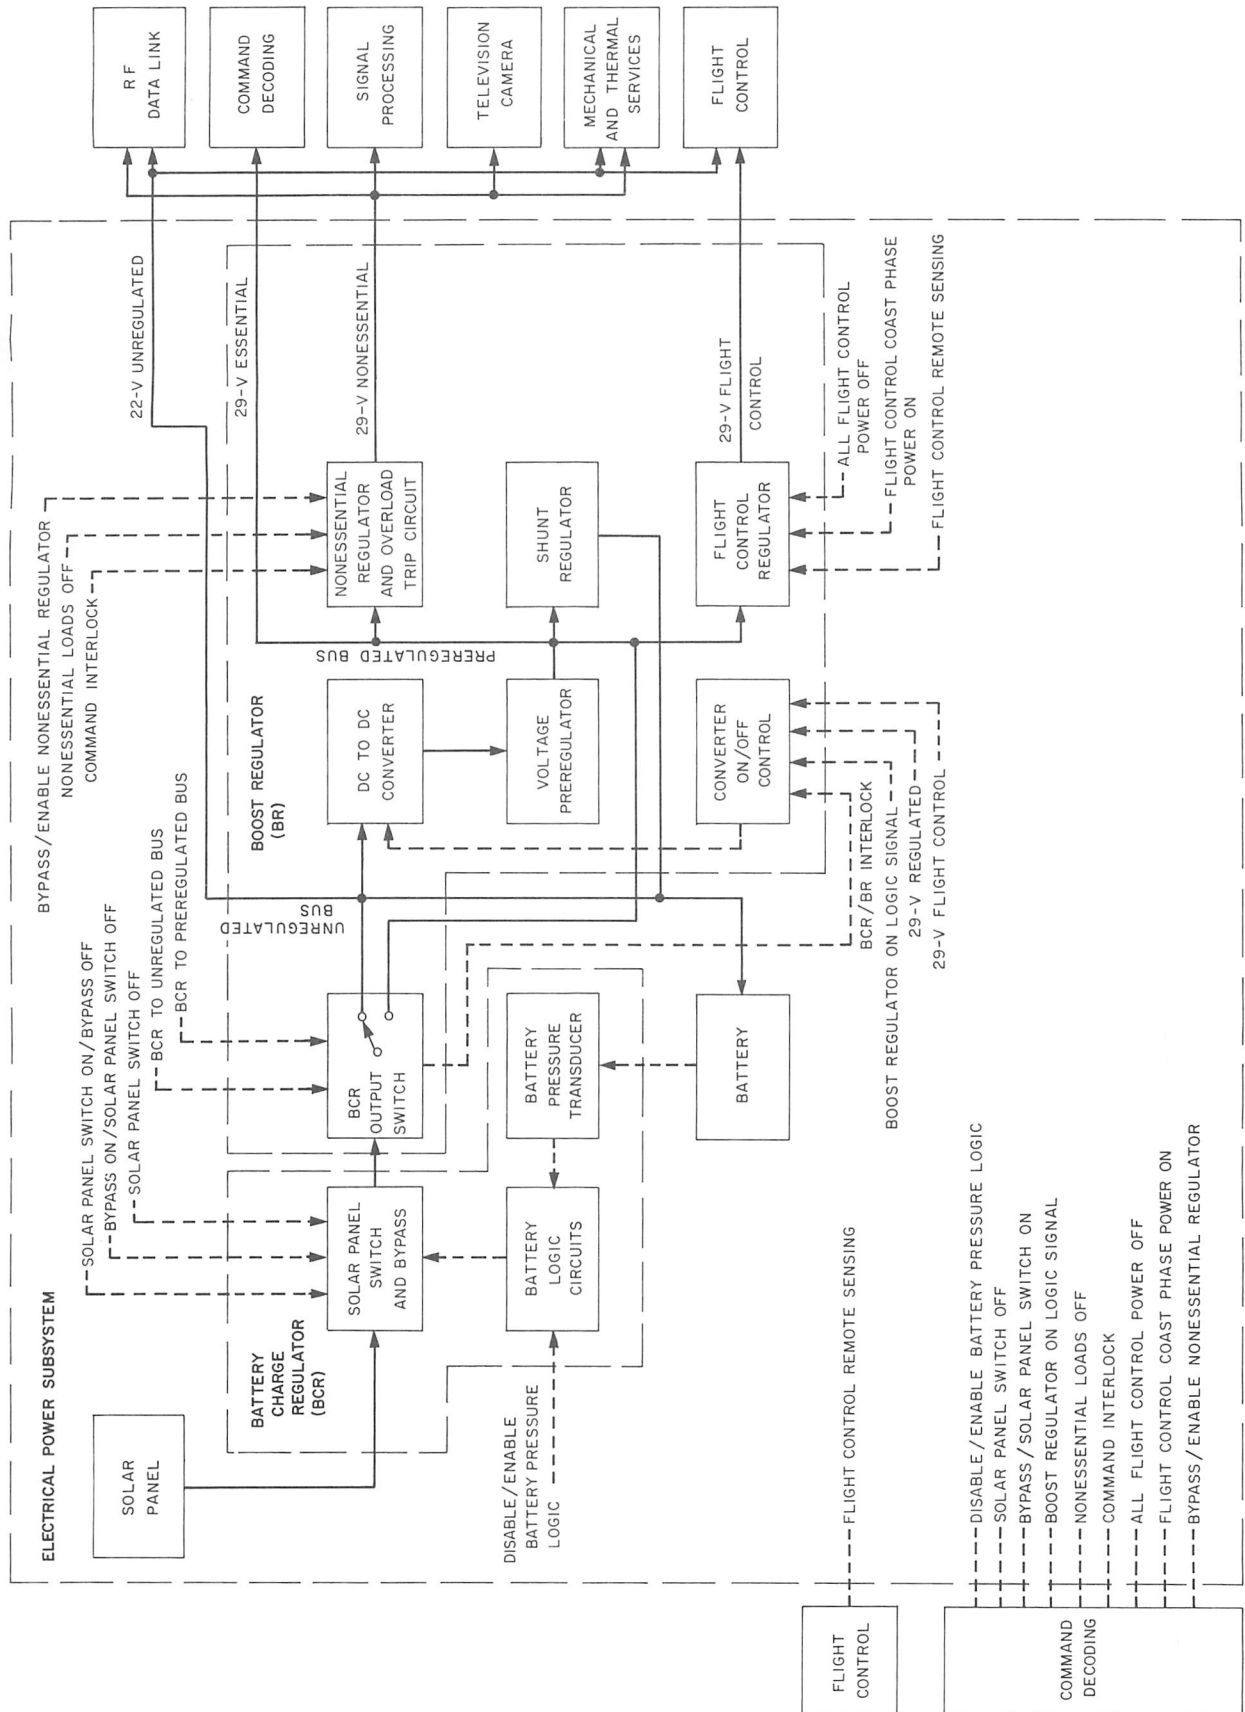 ELECTRICAL POWER SUBSYSTEM
SOLAR
PANEL
BATTERY
CHARGE
REGULATOR
(BCR)
SOLAR PANEL SWITCH ON/BYPASS OFF
BYPASS ON/SOLAR PANEL SWITCH OFF
SOLAR PANEL SWITCH OFF
BCR TO UNREGULATED BUS
BCR TO PREREGULATED BUS
SOLAR PANEL
SWITCH
AND BYPASS
BCR
OUTPUT
SWITCH
UNREGULATED
BUS
DISABLE/ENABLE
BATTERY PRESSURE
LOGIC
BATTERY
LOGIC
CIRCUITS
BATTERY
PRESSURE
TRANSDUCER
BATTERY
BOOST REGULATOR
(BR)
DC TO DC
CONVERTER
VOLTAGE
PREREGULATOR
CONVERTER
ON/OFF
CONTROL
BCR/BR INTERLOCK
BOOST REGULATOR ON LOGIC SIGNAL
29-V REGULATED
29-V FLIGHT CONTROL
PREREGULATED BUS
BYPASS/ENABLE NONESSENTIAL REGULATOR
NONESSENTIAL LOADS OFF
COMMAND INTERLOCK
NONESSENTIAL
REGULATOR
AND OVERLOAD
TRIP CIRCUIT
SHUNT
REGULATOR
FLIGHT
CONTROL
REGULATOR
22-V UNREGULATED
29-V ESSENTIAL
29-V NONESSENTIAL
29-V FLIGHT
CONTROL
ALL FLIGHT CONTROL
POWER OFF
FLIGHT CONTROL COAST PHASE
POWER ON
FLIGHT CONTROL REMOTE SENSING
RF
DATA LINK
COMMAND
DECODING
SIGNAL
PROCESSING
TELEVISION
CAMERA
MECHANICAL
AND THERMAL
SERVICES
FLIGHT
CONTROL
FLIGHT
CONTROL
FLIGHT CONTROL REMOTE SENSING
COMMAND
DECODING
DISABLE/ENABLE BATTERY PRESSURE LOGIC
SOLAR PANEL SWITCH OFF
BYPASS/SOLAR PANEL SWITCH ON
BOOST REGULATOR ON LOGIC SIGNAL
NONESSENTIAL LOADS OFF
COMMAND INTERLOCK
ALL FLIGHT CONTROL POWER OFF
FLIGHT CONTROL COAST PHASE POWER ON
BYPASS/ENABLE NONESSENTIAL REGULATOR